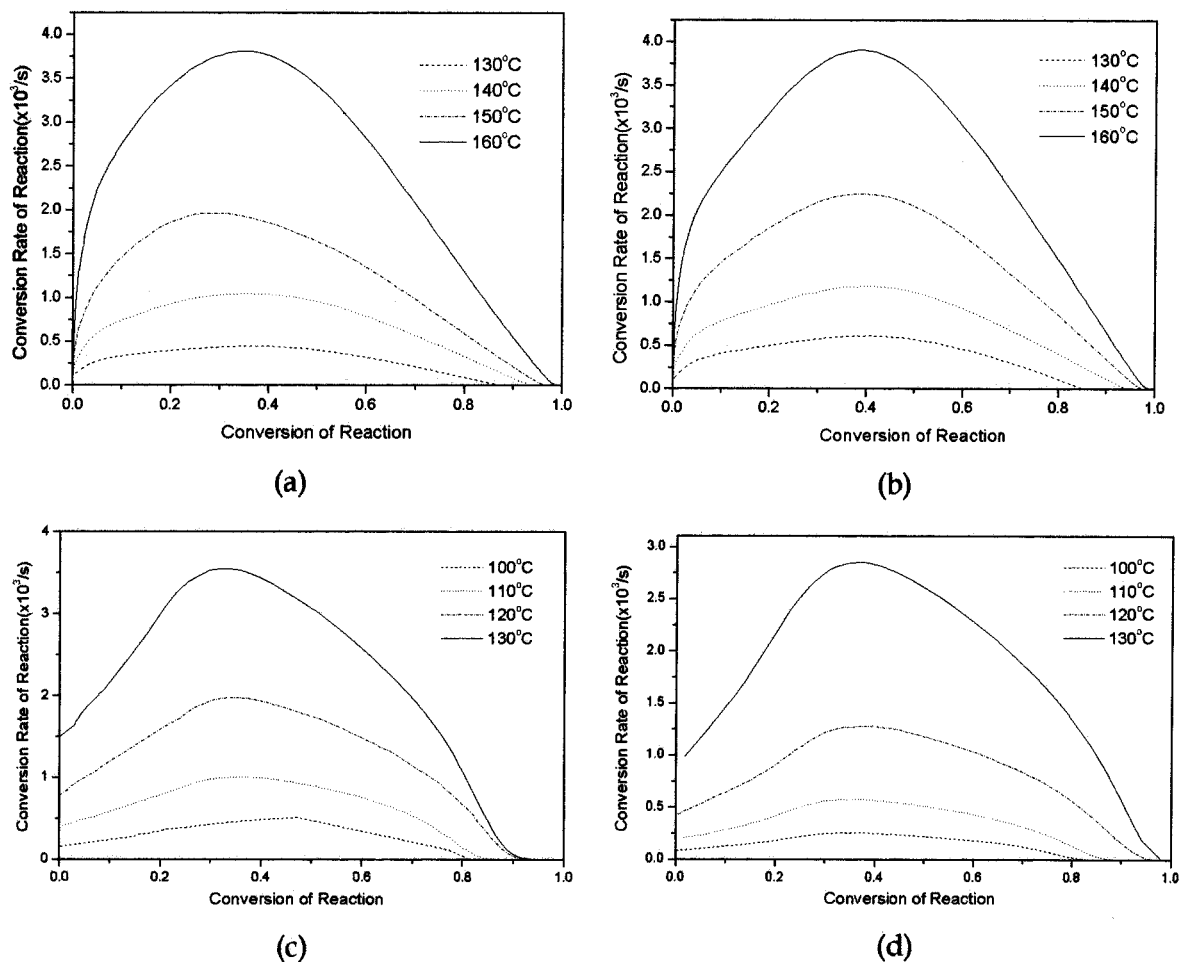 130°C
140°C
150°C
160°C
Conversion Rate of Reaction(x10³/s)
4.0
3.5
3.0
2.5
2.0
1.5
1.0
0.5
0.0
0.0 0.2 0.4 0.6 0.8 1.0
Conversion of Reaction
(a)
130°C
140°C
150°C
160°C
Conversion Rate of Reaction(x10³/s)
4.0
3.5
3.0
2.5
2.0
1.5
1.0
0.5
0.0
0.0 0.2 0.4 0.6 0.8 1.0
Conversion of Reaction
(b)
100°C
110°C
120°C
130°C
Conversion Rate of Reaction(x10³/s)
4
3
2
1
0
0.0 0.2 0.4 0.6 0.8 1.0
Conversion of Reaction
(c)
100°C
110°C
120°C
130°C
Conversion Rate of Reaction(x10³/s)
3.0
2.5
2.0
1.5
1.0
0.5
0.0
0.0 0.2 0.4 0.6 0.8 1.0
Conversion of Reaction
(d)